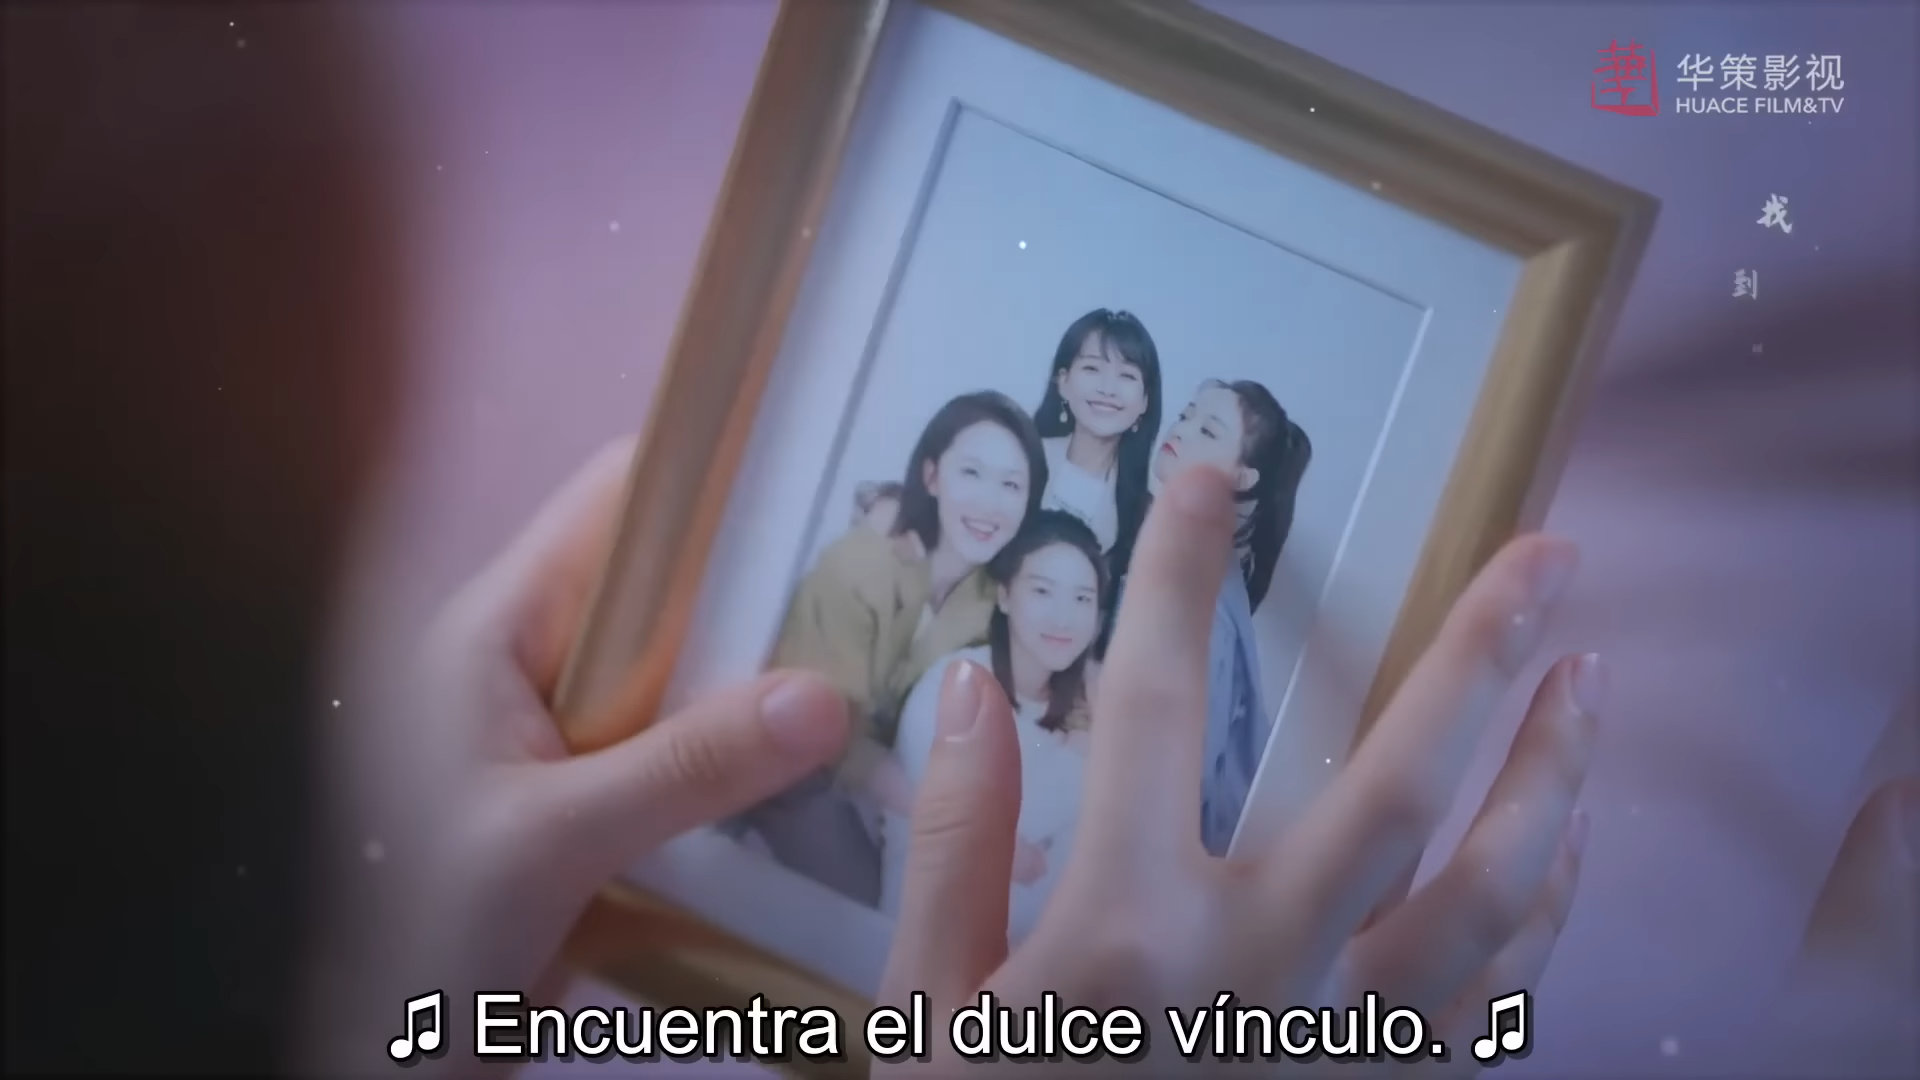 华策影视
HUACE FILM&TV
找
到
♫ Encuentra el dulce vínculo. ♫